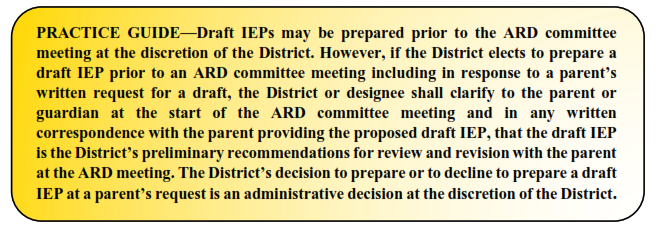 PRACTICE GUIDE—Draft IEPs may be prepared prior to the ARD committee
meeting at the discretion of the District. However, if the District elects to prepare a
draft IEP prior to an ARD committee meeting including in response to a parent’s
written request for a draft, the District or designee shall clarify to the parent or
guardian at the start of the ARD committee meeting and in any written
correspondence with the parent providing the proposed draft IEP, that the draft IEP
is the District’s preliminary recommendations for review and revision with the parent
at the ARD meeting. The District’s decision to prepare or to decline to prepare a draft
IEP at a parent’s request is an administrative decision at the discretion of the District.